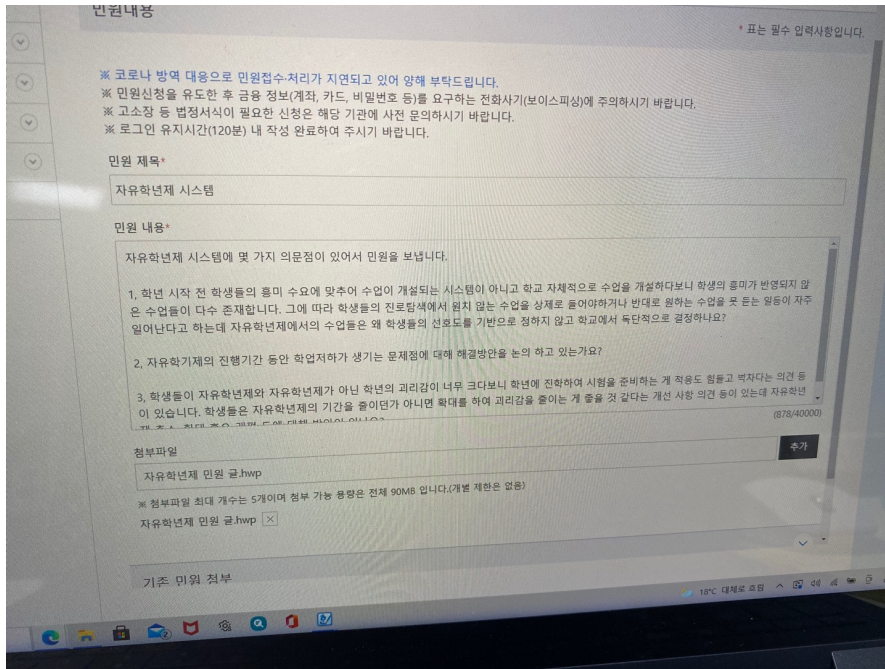 민원내용
* 표는 필수 입력사항입니다.
※ 코로나 방역 대응으로 민원접수·처리가 지연되고 있어 양해 부탁드립니다.
※ 민원신청을 유도한 후 금융 정보(계좌, 카드, 비밀번호 등)를 요구하는 전화사기(보이스피싱)에 주의하시기 바랍니다.
※ 고소장 등 법정서식이 필요한 신청은 해당 기관에 사전 문의하시기 바랍니다.
※ 로그인 유지시간(120분) 내 작성 완료하여 주시기 바랍니다.
민원 제목*
자유학년제 시스템
민원 내용*
자유학년제 시스템에 몇 가지 의문점이 있어서 민원을 보냅니다.
1, 학년 시작 전 학생들의 흥미 수요에 맞추어 수업이 개설되는 시스템이 아니고 학교 자체적으로 수업을 개설하다보니 학생의 흥미가 반영되지 않
은 수업들이 다수 존재합니다. 그에 따라 학생들의 진로탐색에서 원치 않는 수업을 상제로 들어야하거나 반대로 원하는 수업을 못 듣는 일등이 자주
일어난다고 하는데 자유학년제에서의 수업들은 왜 학생들의 선호도를 기반으로 정하지 않고 학교에서 독단적으로 결정하나요?
2, 자유학기제의 진행기간 동안 학업저하가 생기는 문제점에 대해 해결방안을 논의 하고 있는가요?
3, 학생들이 자유학년제와 자유학년제가 아닌 학년의 괴리감이 너무 크다보니 학년에 진학하여 시험을 준비하는 게 적응도 힘들고 벅차다는 의견 등
이 있습니다. 학생들은 자유학년제의 기간을 줄이던가 아니면 확대를 하여 괴리감을 줄이는 게 좋을 것 같다는 개선 사항 의견 등이 있는데 자유학년
(878/40000)
첨부파일
자유학년제 민원 글.hwp
추가
※ 첨부파일 최대 개수는 5개이며 첨부 가능 용량은 전체 90MB 입니다.(개별 제한은 없음)
자유학년제 민원 글.hwp
기존 민원 첨부
18°C 대체로 흐림